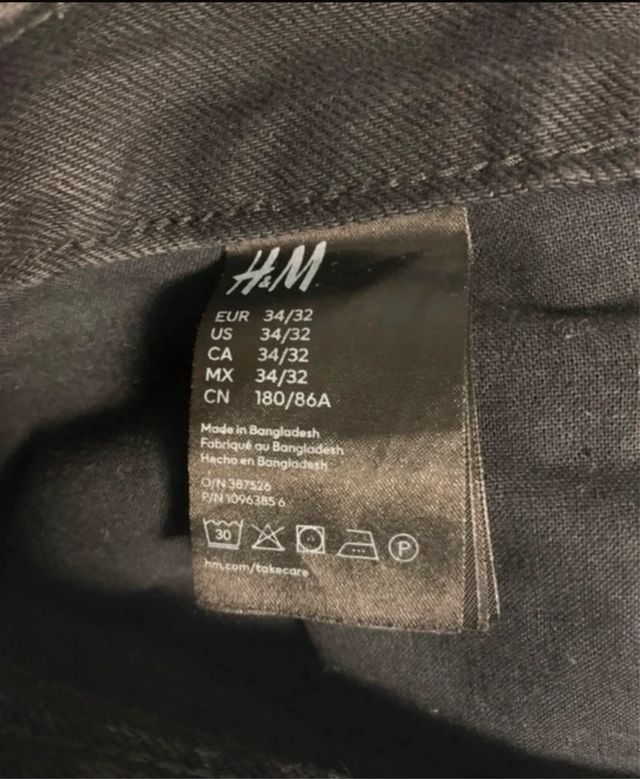 H&M
EUR 34/32
US 34/32
CA 34/32
MX 34/32
CN 180/86A
Made in Bangladesh
Fabriqué au Bangladesh
Hecho en Bangladesh
O/N 387526
P/N 1096385 6
30 P
hm.com/takecare